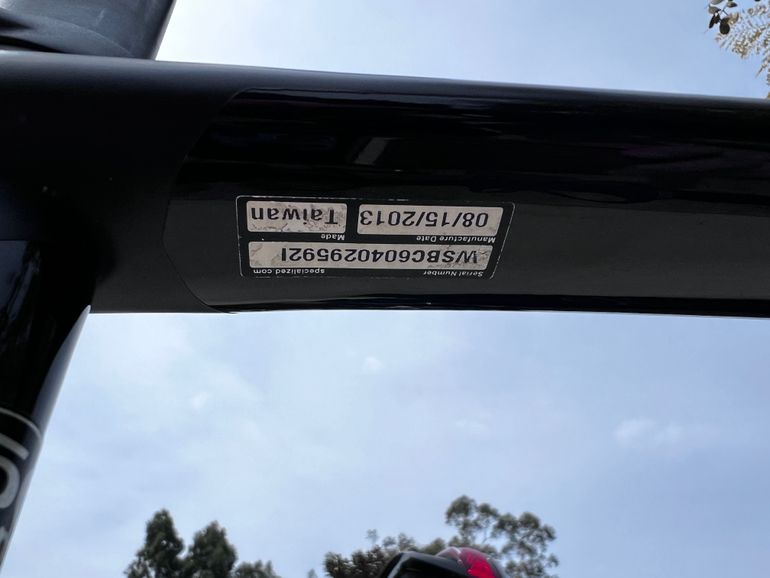 Serial Number specialized.com
WSBC604029592I
Manufacture Date Made
08/15/2013 Taiwan